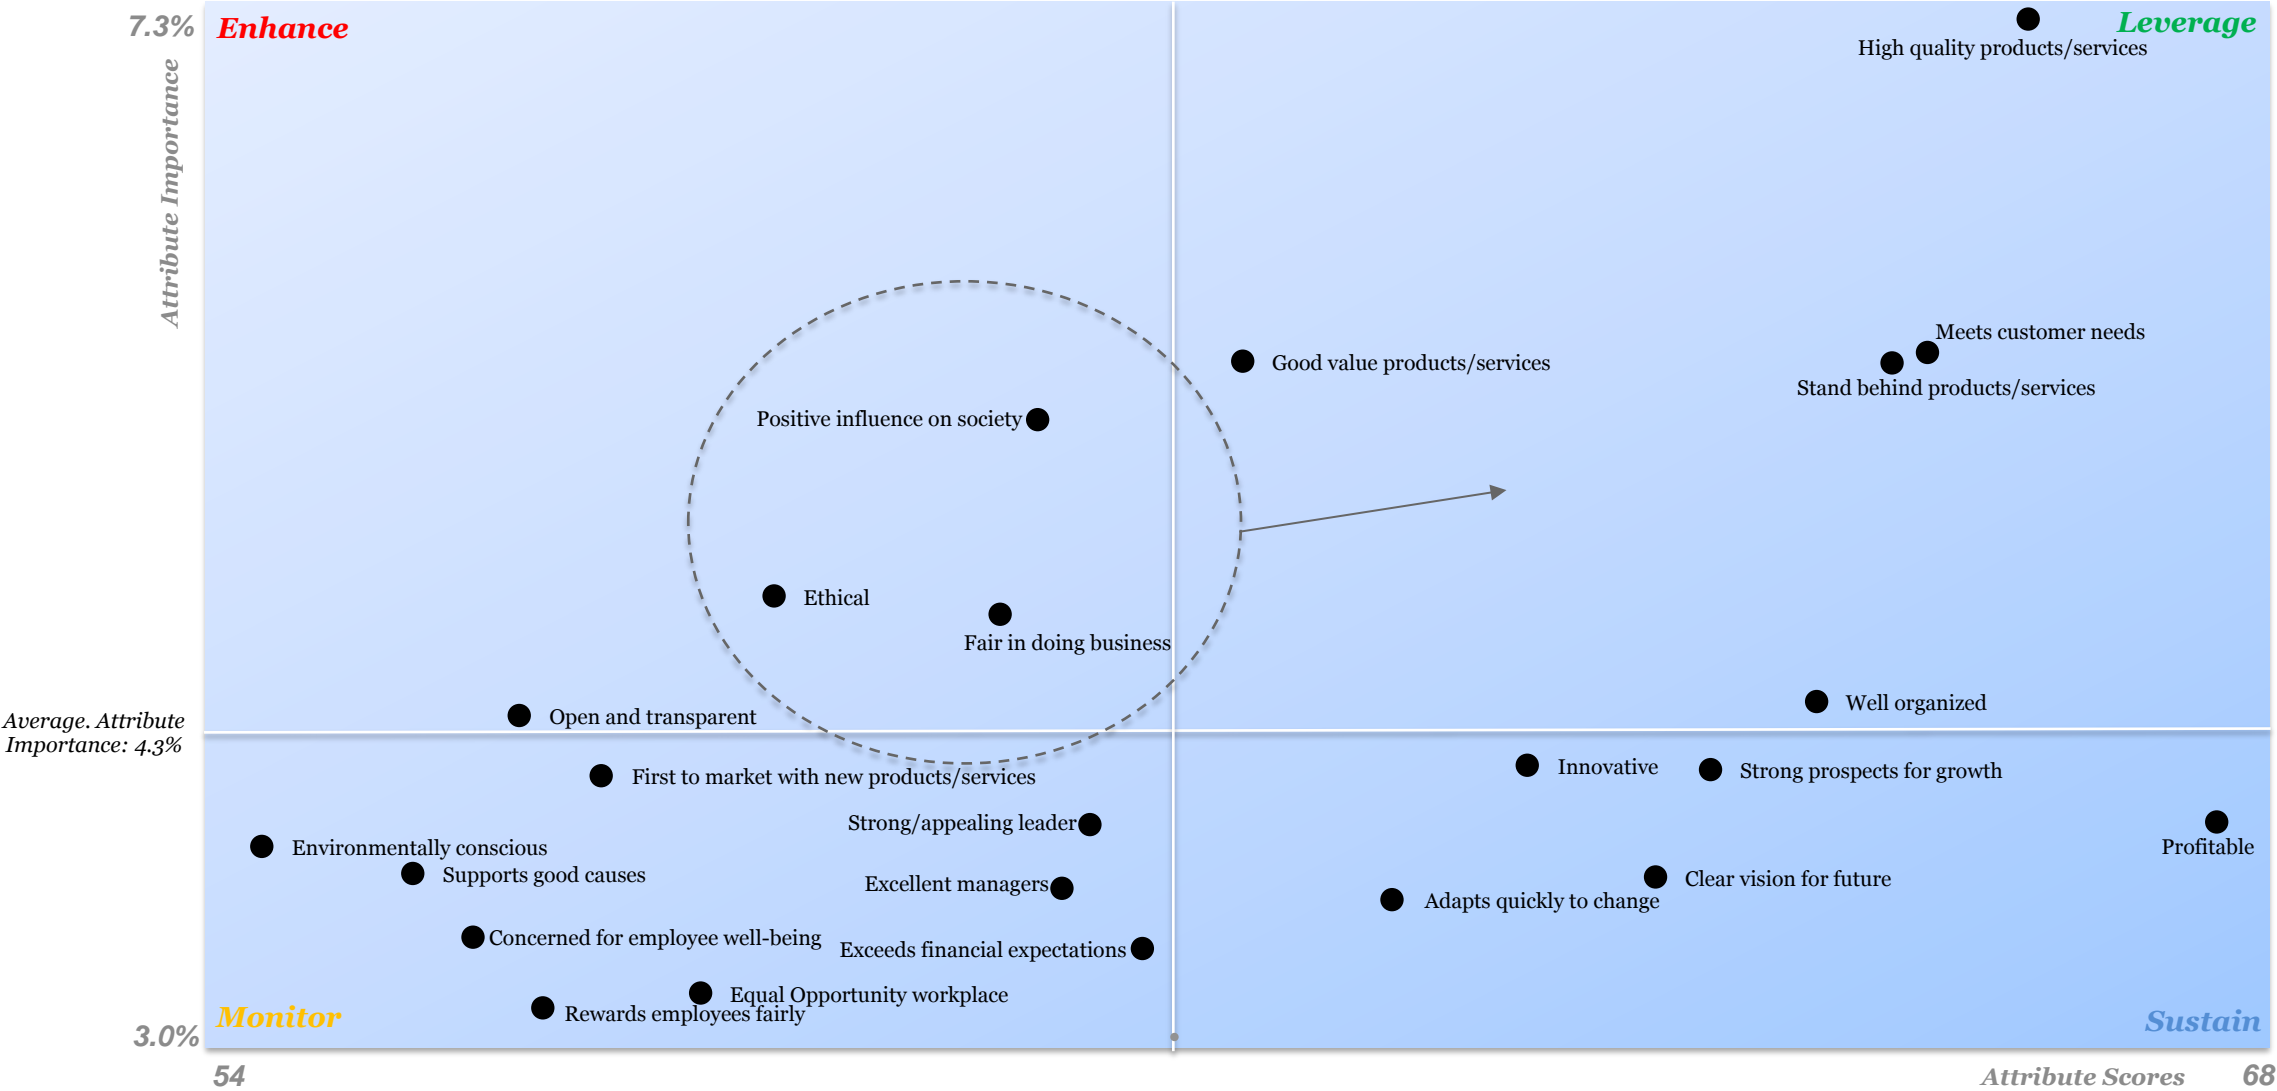 7.3%
Enhance
Leverage
High quality products/services
Attribute Importance
Meets customer needs
Good value products/services
Stand behind products/services
Positive influence on society
Ethical
Fair in doing business
Well organized
Open and transparent
Average. Attribute
Importance: 4.3%
First to market with new products/services
Innovative
Strong prospects for growth
Strong/appealing leader
Profitable
Environmentally conscious
Supports good causes
Excellent managers
Clear vision for future
Adapts quickly to change
Concerned for employee well-being
Exceeds financial expectations
Equal Opportunity workplace
Rewards employees fairly
Monitor
Sustain
3.0%
54
Attribute Scores
68